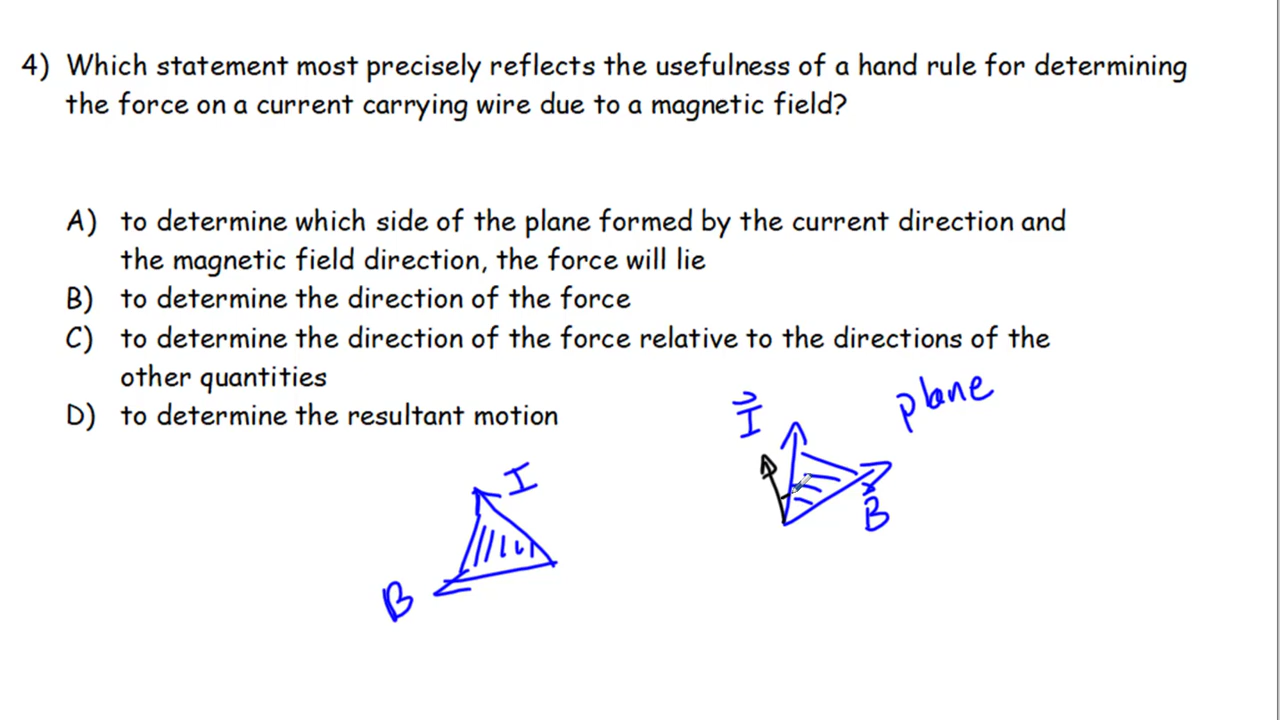 4) Which statement most precisely reflects the usefulness of a hand rule for determining
the force on a current carrying wire due to a magnetic field?
A) to determine which side of the plane formed by the current direction and
the magnetic field direction, the force will lie
B) to determine the direction of the force
C) to determine the direction of the force relative to the directions of the
other quantities
D) to determine the resultant motion
plane
I
B
I
B